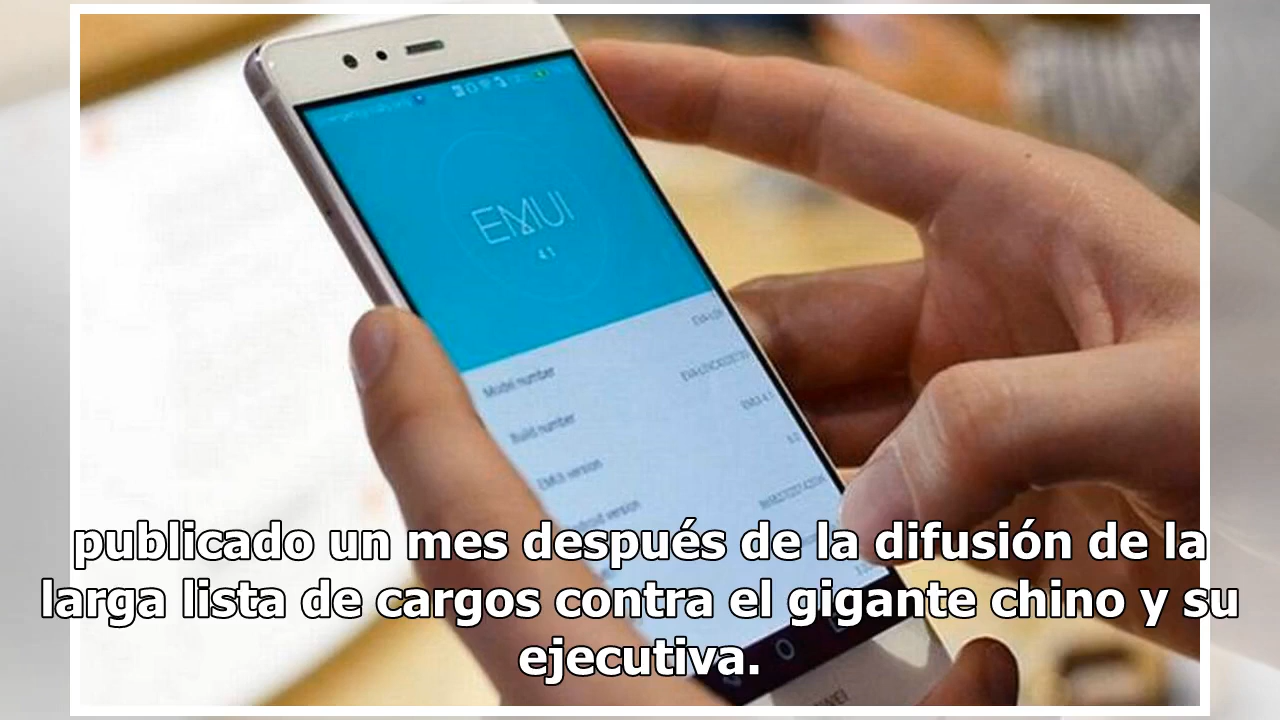 EMUI
4.1
Model number
Build number
EMUI version
version
publicado un mes después de la difusión de la
larga lista de cargos contra el gigante chino y su
ejecutiva.